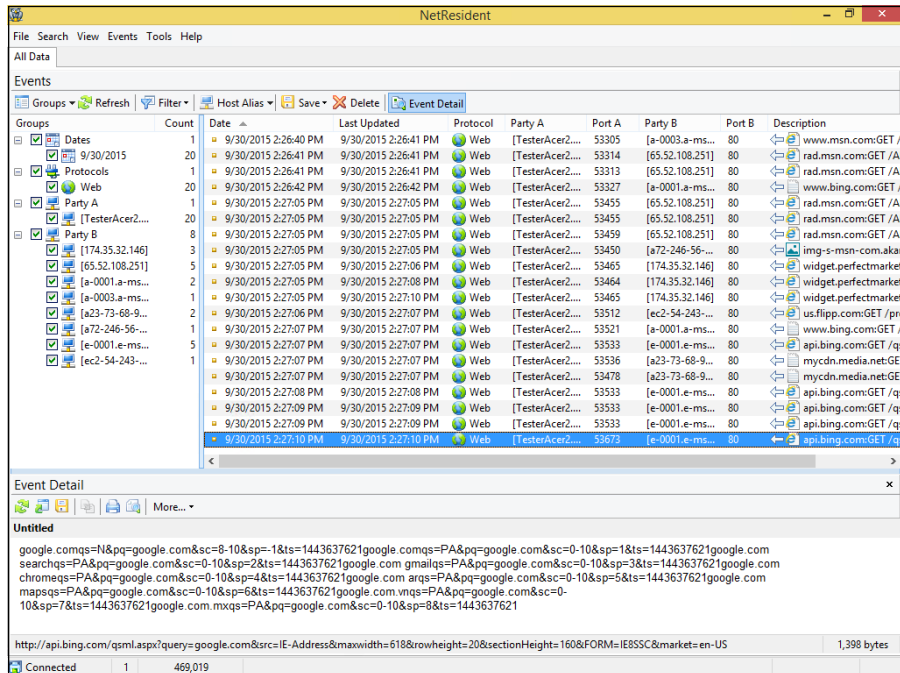 NetResident
File Search View Events Tools Help
All Data
Events
Groups Refresh Filter Host Alias Save Delete Event Detail
Groups Count Date Last Updated Protocol Party A Port A Party B Port B Description
Dates 1
9/30/2015 20
Protocols 1
Web 20
Party A 1
[TesterAcer2.... 20
Party B 8
[174.35.32.146] 3
[65.52.108.251] 5
[a-0001.a-ms... 2
[a-0003.a-ms... 1
[a23-73-68-9... 2
[a72-246-56-... 1
[e-0001.e-ms... 5
[ec2-54-243-... 1
9/30/2015 2:26:40 PM 9/30/2015 2:26:41 PM Web [TesterAcer2.... 53305 [a-0003.a-ms... 80 www.msn.com:GET /
9/30/2015 2:26:41 PM 9/30/2015 2:26:41 PM Web [TesterAcer2.... 53314 [65.52.108.251] 80 rad.msn.com:GET /A
9/30/2015 2:26:41 PM 9/30/2015 2:26:41 PM Web [TesterAcer2.... 53313 [65.52.108.251] 80 rad.msn.com:GET /A
9/30/2015 2:26:42 PM 9/30/2015 2:26:42 PM Web [TesterAcer2.... 53327 [a-0001.a-ms... 80 www.bing.com:GET /
9/30/2015 2:27:05 PM 9/30/2015 2:27:05 PM Web [TesterAcer2.... 53455 [65.52.108.251] 80 rad.msn.com:GET /A
9/30/2015 2:27:05 PM 9/30/2015 2:27:05 PM Web [TesterAcer2.... 53455 [65.52.108.251] 80 rad.msn.com:GET /A
9/30/2015 2:27:05 PM 9/30/2015 2:27:05 PM Web [TesterAcer2.... 53459 [65.52.108.251] 80 rad.msn.com:GET /A
9/30/2015 2:27:05 PM 9/30/2015 2:27:05 PM Web [TesterAcer2.... 53450 [a72-246-56-... 80 img-s-msn-com.aka
9/30/2015 2:27:05 PM 9/30/2015 2:27:06 PM Web [TesterAcer2.... 53465 [174.35.32.146] 80 widget.perfectmarket
9/30/2015 2:27:05 PM 9/30/2015 2:27:08 PM Web [TesterAcer2.... 53464 [174.35.32.146] 80 widget.perfectmarket
9/30/2015 2:27:05 PM 9/30/2015 2:27:10 PM Web [TesterAcer2.... 53465 [174.35.32.146] 80 widget.perfectmarket
9/30/2015 2:27:06 PM 9/30/2015 2:27:07 PM Web [TesterAcer2.... 53512 [ec2-54-243-... 80 us.flipp.com:GET /pr
9/30/2015 2:27:07 PM 9/30/2015 2:27:07 PM Web [TesterAcer2.... 53521 [a-0001.a-ms... 80 www.bing.com:GET /
9/30/2015 2:27:07 PM 9/30/2015 2:27:07 PM Web [TesterAcer2.... 53533 [e-0001.e-ms... 80 api.bing.com:GET /q
9/30/2015 2:27:07 PM 9/30/2015 2:27:07 PM Web [TesterAcer2.... 53536 [a23-73-68-9... 80 mycdn.media.net:GE
9/30/2015 2:27:07 PM 9/30/2015 2:27:07 PM Web [TesterAcer2.... 53478 [a23-73-68-9... 80 mycdn.media.net:GE
9/30/2015 2:27:08 PM 9/30/2015 2:27:08 PM Web [TesterAcer2.... 53533 [e-0001.e-ms... 80 api.bing.com:GET /q
9/30/2015 2:27:09 PM 9/30/2015 2:27:09 PM Web [TesterAcer2.... 53533 [e-0001.e-ms... 80 api.bing.com:GET /q
9/30/2015 2:27:09 PM 9/30/2015 2:27:09 PM Web [TesterAcer2.... 53533 [e-0001.e-ms... 80 api.bing.com:GET /q
9/30/2015 2:27:10 PM 9/30/2015 2:27:10 PM Web [TesterAcer2.... 53673 [e-0001.e-ms... 80 api.bing.com:GET /q
Event Detail
More...
Untitled
google.comqs=N&pq=google.com&sc=8-10&sp=-1&ts=1443637621google.comqs=PA&pq=google.com&sc=0-10&sp=1&ts=1443637621google.com
searchqs=PA&pq=google.com&sc=0-10&sp=2&ts=1443637621google.com gmailqs=PA&pq=google.com&sc=0-10&sp=3&ts=1443637621google.com
chromeqs=PA&pq=google.com&sc=0-10&sp=4&ts=1443637621google.com arqs=PA&pq=google.com&sc=0-10&sp=5&ts=1443637621google.com
mapsqs=PA&pq=google.com&sc=0-10&sp=6&ts=1443637621google.com.vnqs=PA&pq=google.com&sc=0-
10&sp=7&ts=1443637621google.com.mxqs=PA&pq=google.com&sc=0-10&sp=8&ts=1443637621
http://api.bing.com/qsml.aspx?query=google.com&src=IE-Address&maxwidth=618&rowheight=20&sectionHeight=160&FORM=IE8SSC&market=en-US 1,398 bytes
Connected 1 469,019